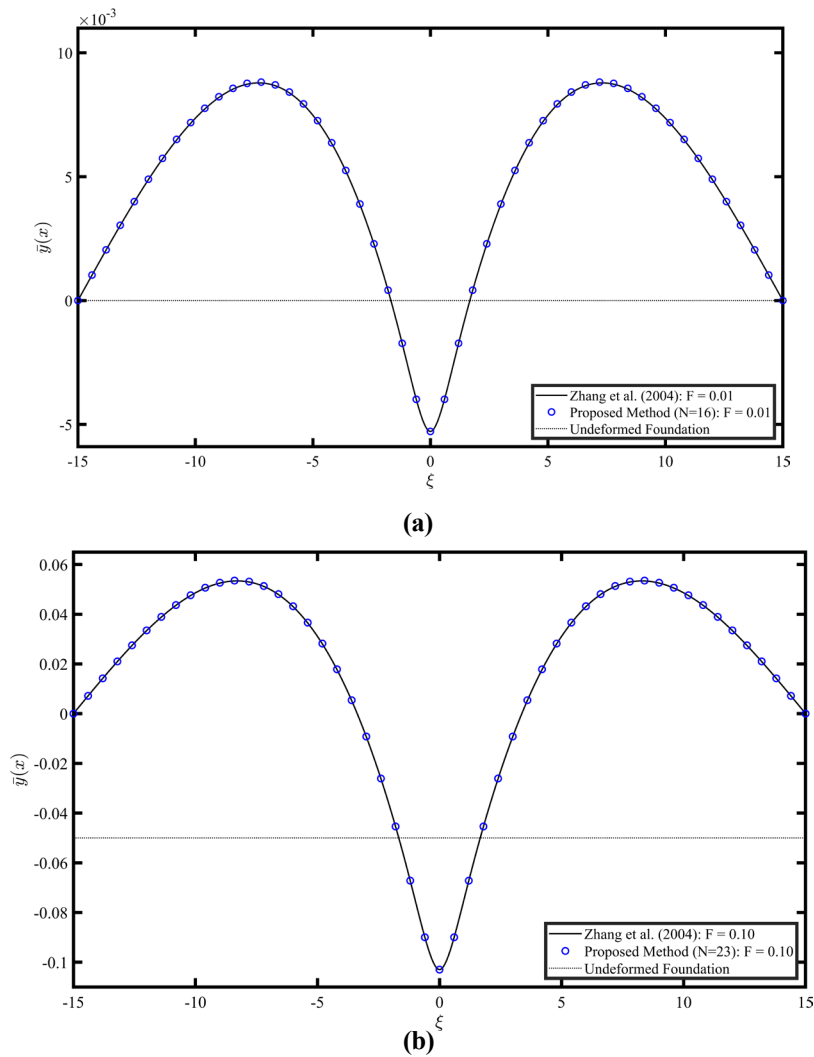 ×10⁻³
10
5
0
-5
ȳ(x)
-15
-10
-5
0
5
10
15
ξ
Zhang et al. (2004): F = 0.01
Proposed Method (N=16): F = 0.01
Undeformed Foundation
(a)
0.06
0.04
0.02
0
-0.02
-0.04
-0.06
-0.08
-0.1
ȳ(x)
-15
-10
-5
0
5
10
15
ξ
Zhang et al. (2004): F = 0.10
Proposed Method (N=23): F = 0.10
Undeformed Foundation
(b)